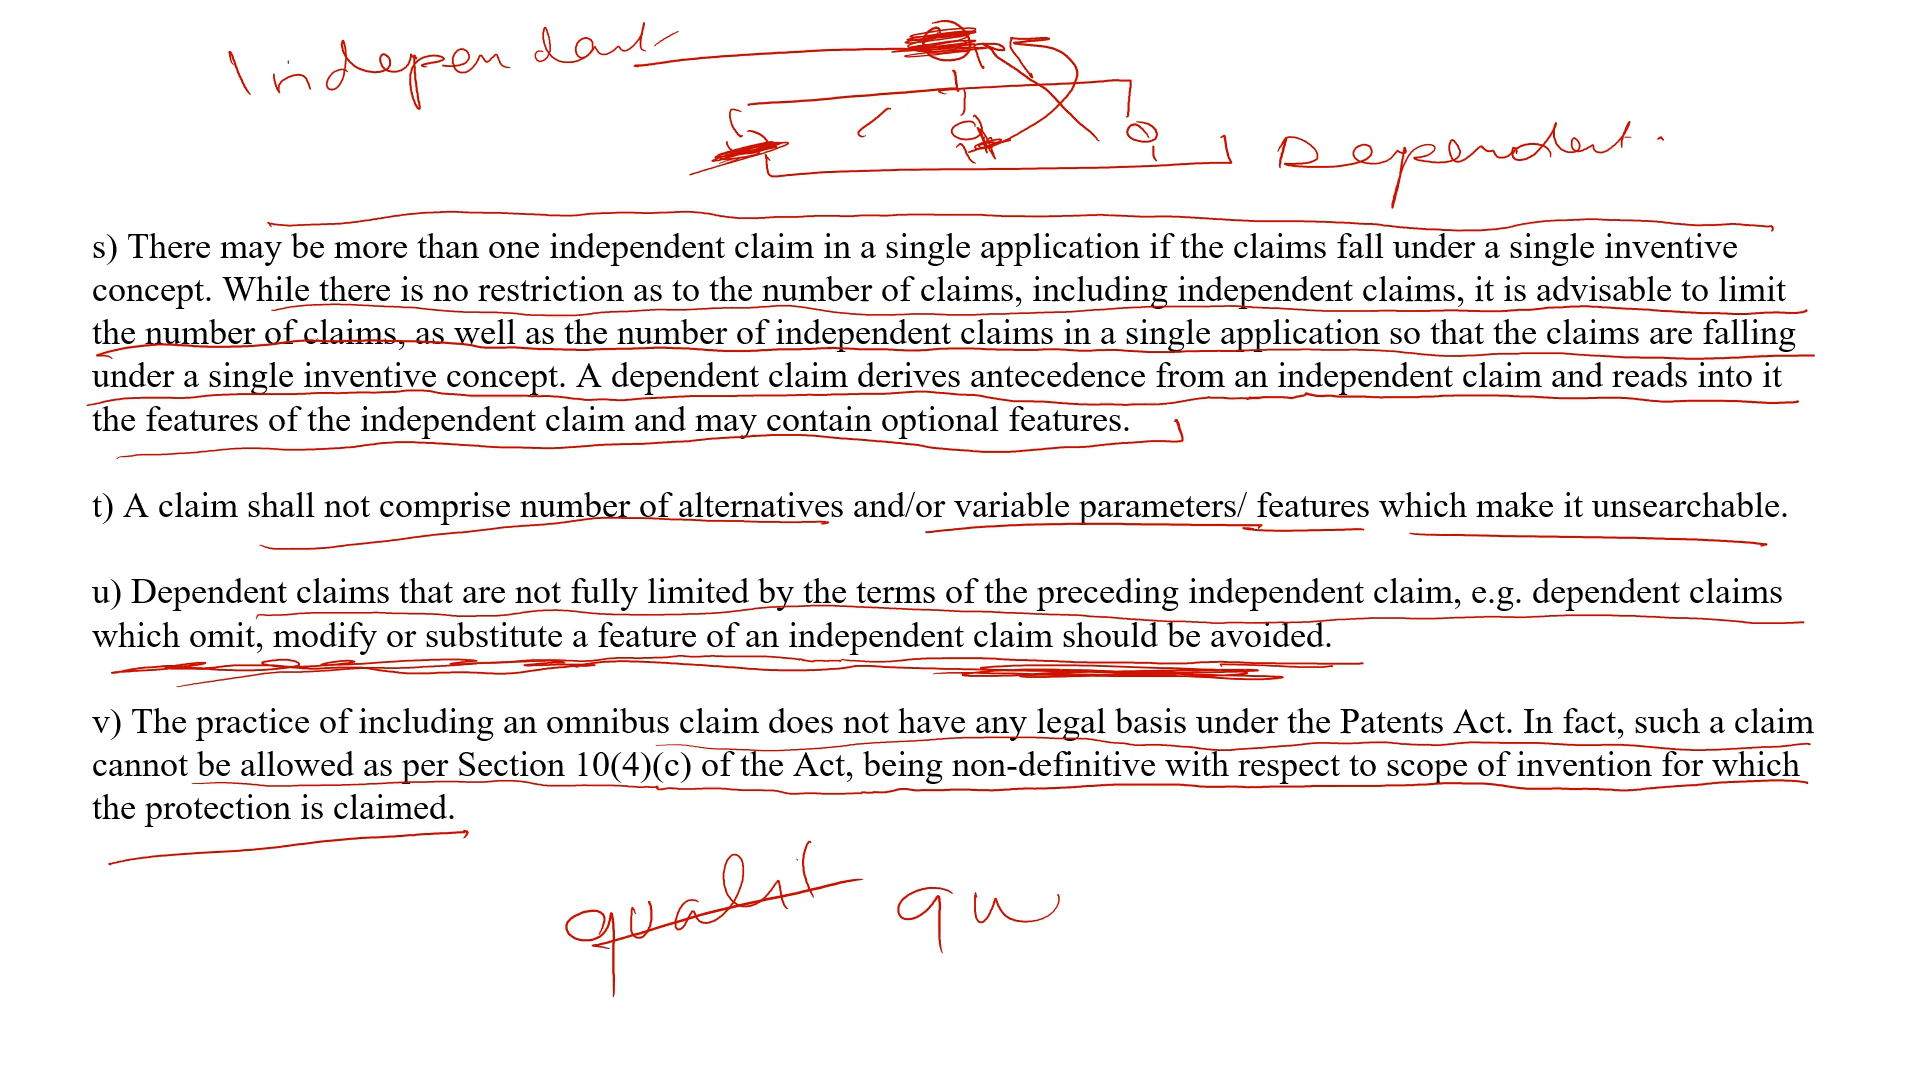 Independent
Dependent.
s) There may be more than one independent claim in a single application if the claims fall under a single inventive
concept. While there is no restriction as to the number of claims, including independent claims, it is advisable to limit
the number of claims, as well as the number of independent claims in a single application so that the claims are falling
under a single inventive concept. A dependent claim derives antecedence from an independent claim and reads into it
the features of the independent claim and may contain optional features.
t) A claim shall not comprise number of alternatives and/or variable parameters/ features which make it unsearchable.
u) Dependent claims that are not fully limited by the terms of the preceding independent claim, e.g. dependent claims
which omit, modify or substitute a feature of an independent claim should be avoided.
v) The practice of including an omnibus claim does not have any legal basis under the Patents Act. In fact, such a claim
cannot be allowed as per Section 10(4)(c) of the Act, being non-definitive with respect to scope of invention for which
the protection is claimed.